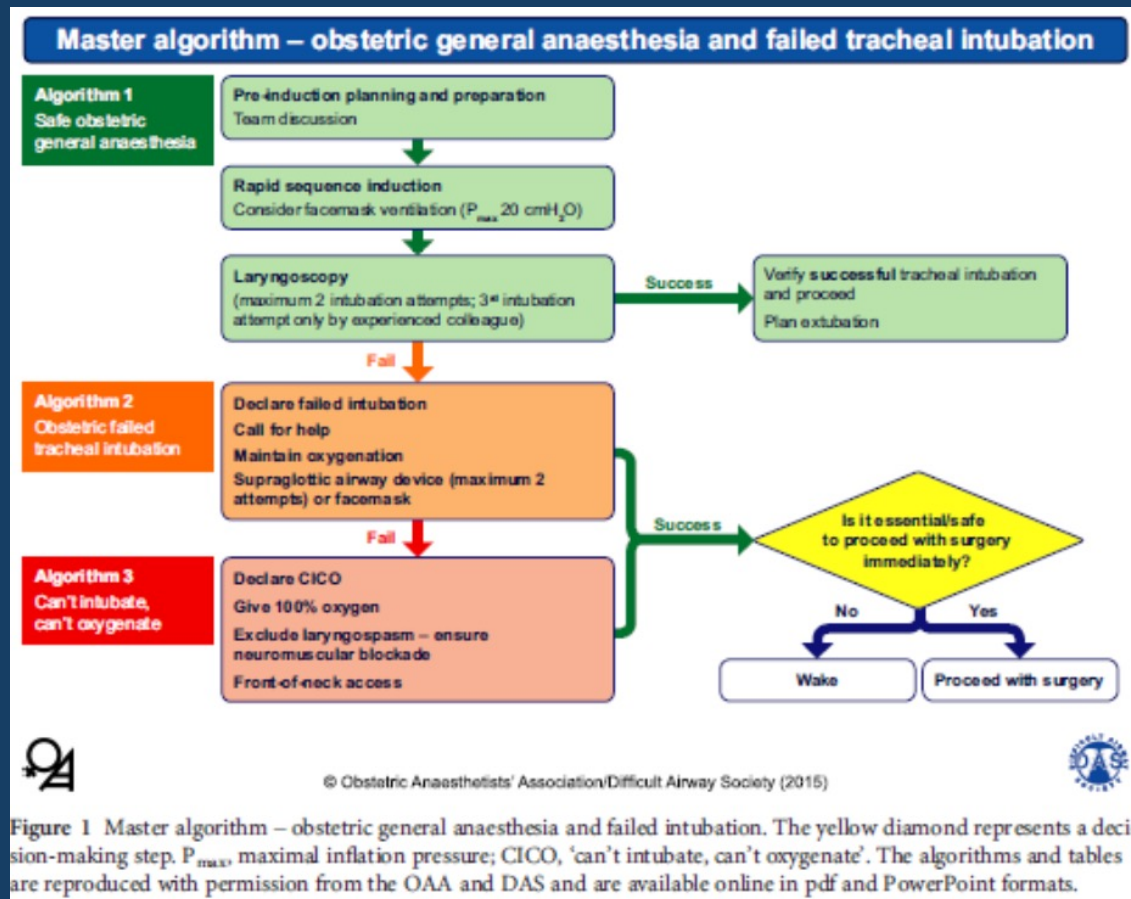 Master algorithm – obstetric general anaesthesia and failed tracheal intubation
Algorithm 1
Safe obstetric
general anaesthesia
Pre-induction planning and preparation
Team discussion
Rapid sequence induction
Consider facemask ventilation (Pmax 20 cmH2O)
Laryngoscopy
(maximum 2 intubation attempts; 3rd intubation
attempt only by experienced colleague)
Success
Verify successful tracheal intubation
and proceed
Plan extubation
Fail
Algorithm 2
Obstetric failed
tracheal intubation
Declare failed intubation
Call for help
Maintain oxygenation
Supraglottic airway device (maximum 2
attempts) or facemask
Fail
Success
Is it essential/safe
to proceed with surgery
immediately?
Algorithm 3
Can't intubate,
can't oxygenate
Declare CICO
Give 100% oxygen
Exclude laryngospasm – ensure
neuromuscular blockade
Front-of-neck access
No
Yes
Wake
Proceed with surgery
OAA
© Obstetric Anaesthetists' Association/Difficult Airway Society (2015)
DIFFICULT AIRWAY SOCIETY
DAS
Figure 1 Master algorithm – obstetric general anaesthesia and failed intubation. The yellow diamond represents a deci-
sion-making step. Pmax, maximal inflation pressure; CICO, 'can't intubate, can't oxygenate'. The algorithms and tables
are reproduced with permission from the OAA and DAS and are available online in pdf and PowerPoint formats.